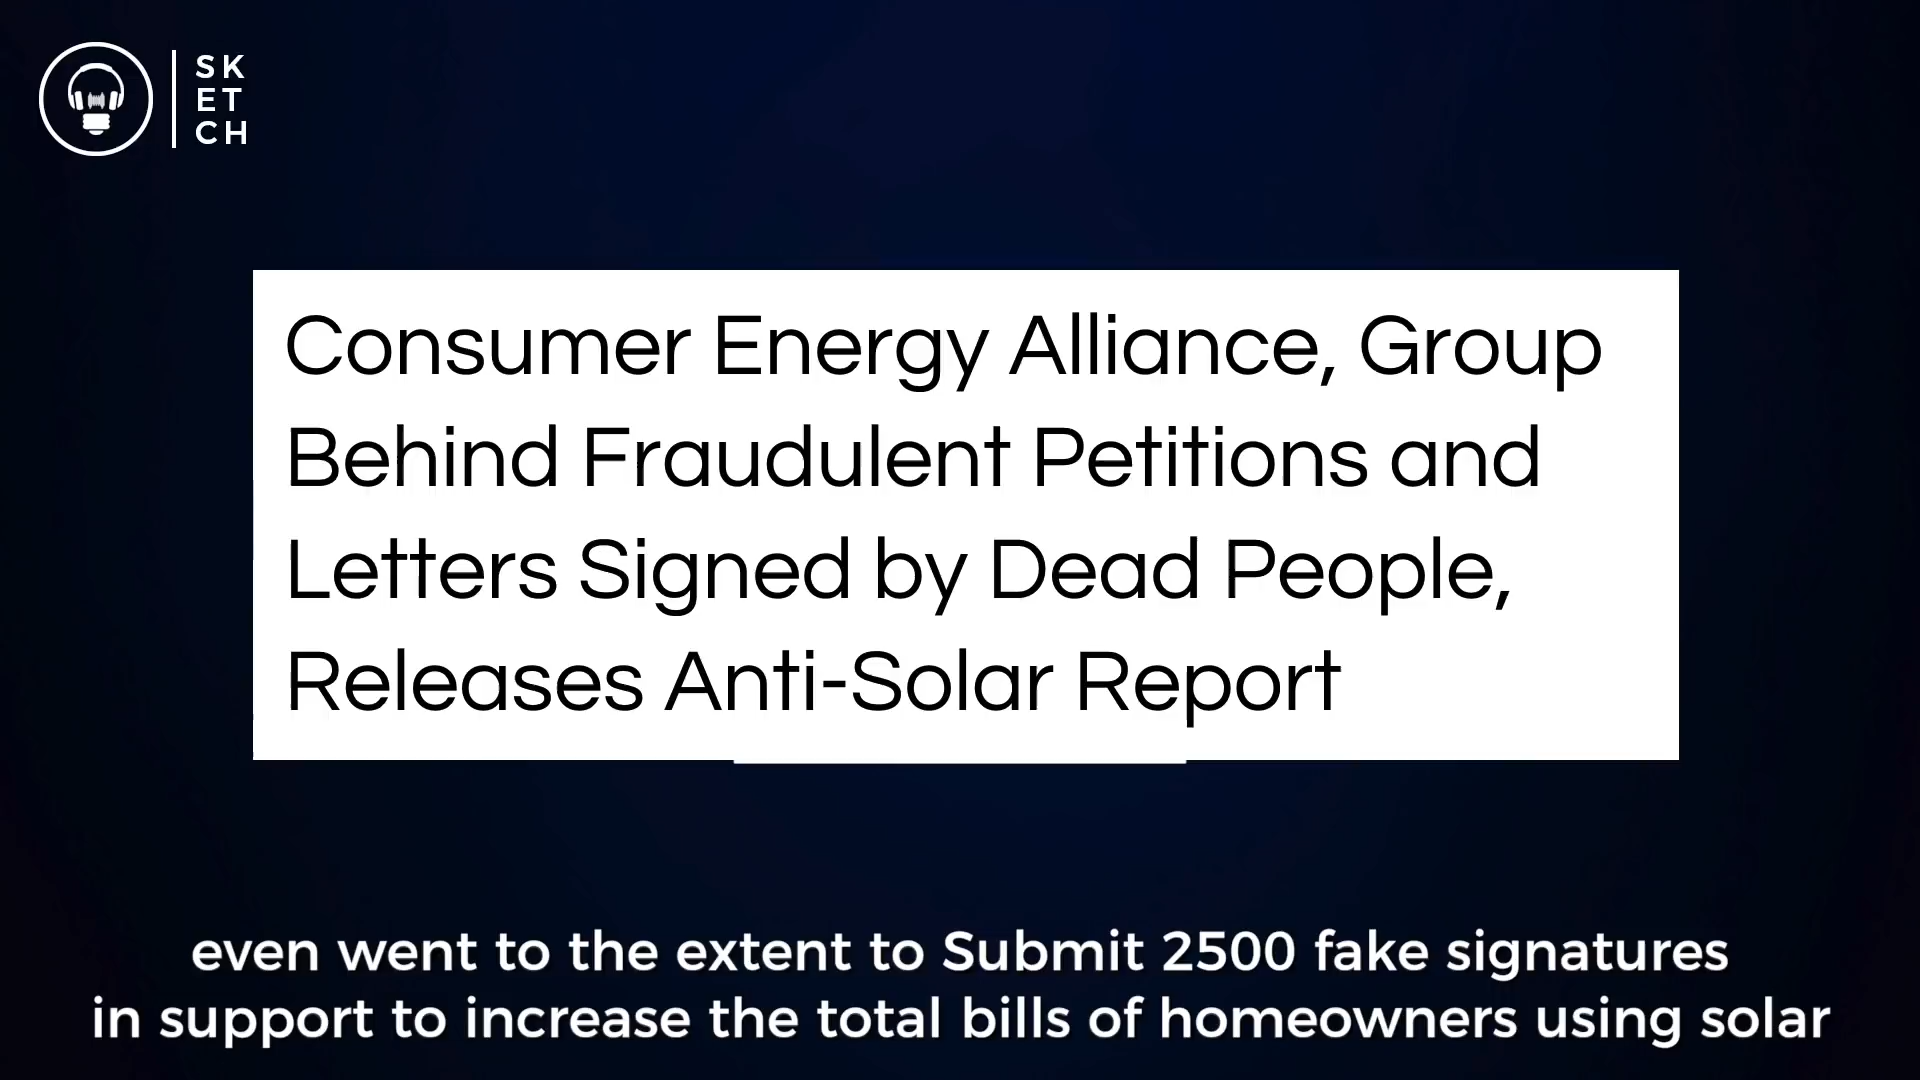 SK
ET
CH
Consumer Energy Alliance, Group
Behind Fraudulent Petitions and
Letters Signed by Dead People,
Releases Anti-Solar Report
even went to the extent to Submit 2500 fake signatures
in support to increase the total bills of homeowners using solar